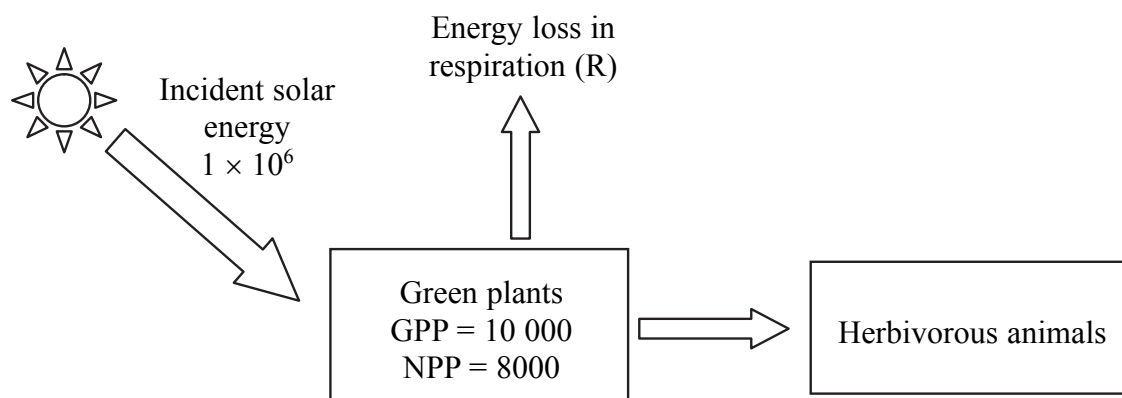 Energy loss in
respiration (R)
Incident solar
energy
1 × 10⁶
Green plants
GPP = 10 000
NPP = 8000
Herbivorous animals